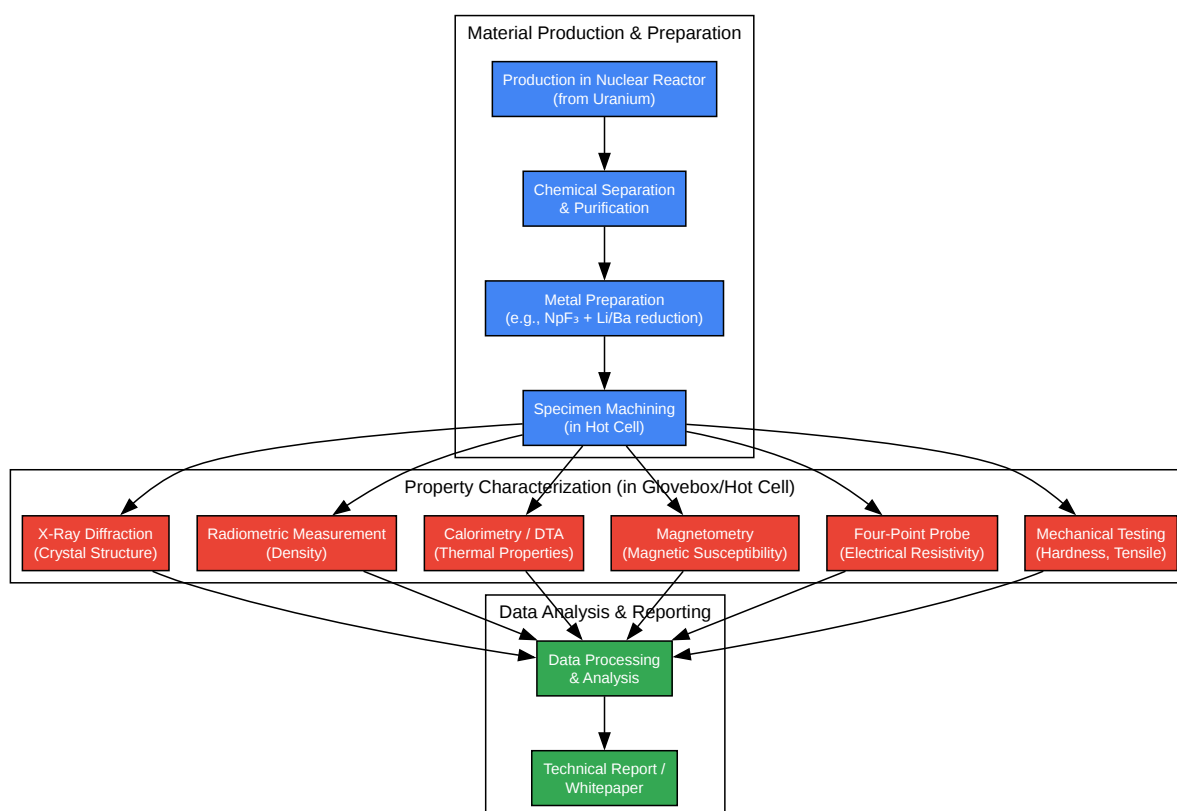 Material Production & Preparation
Production in Nuclear Reactor
(from Uranium)
Chemical Separation
& Purification
Metal Preparation
(e.g., NpF₃ + Li/Ba reduction)
Specimen Machining
(in Hot Cell)
Property Characterization (in Glovebox/Hot Cell)
X-Ray Diffraction
(Crystal Structure)
Radiometric Measurement
(Density)
Calorimetry / DTA
(Thermal Properties)
Magnetometry
(Magnetic Susceptibility)
Four-Point Probe
(Electrical Resistivity)
Mechanical Testing
(Hardness, Tensile)
Data Analysis & Reporting
Data Processing
& Analysis
Technical Report /
Whitepaper